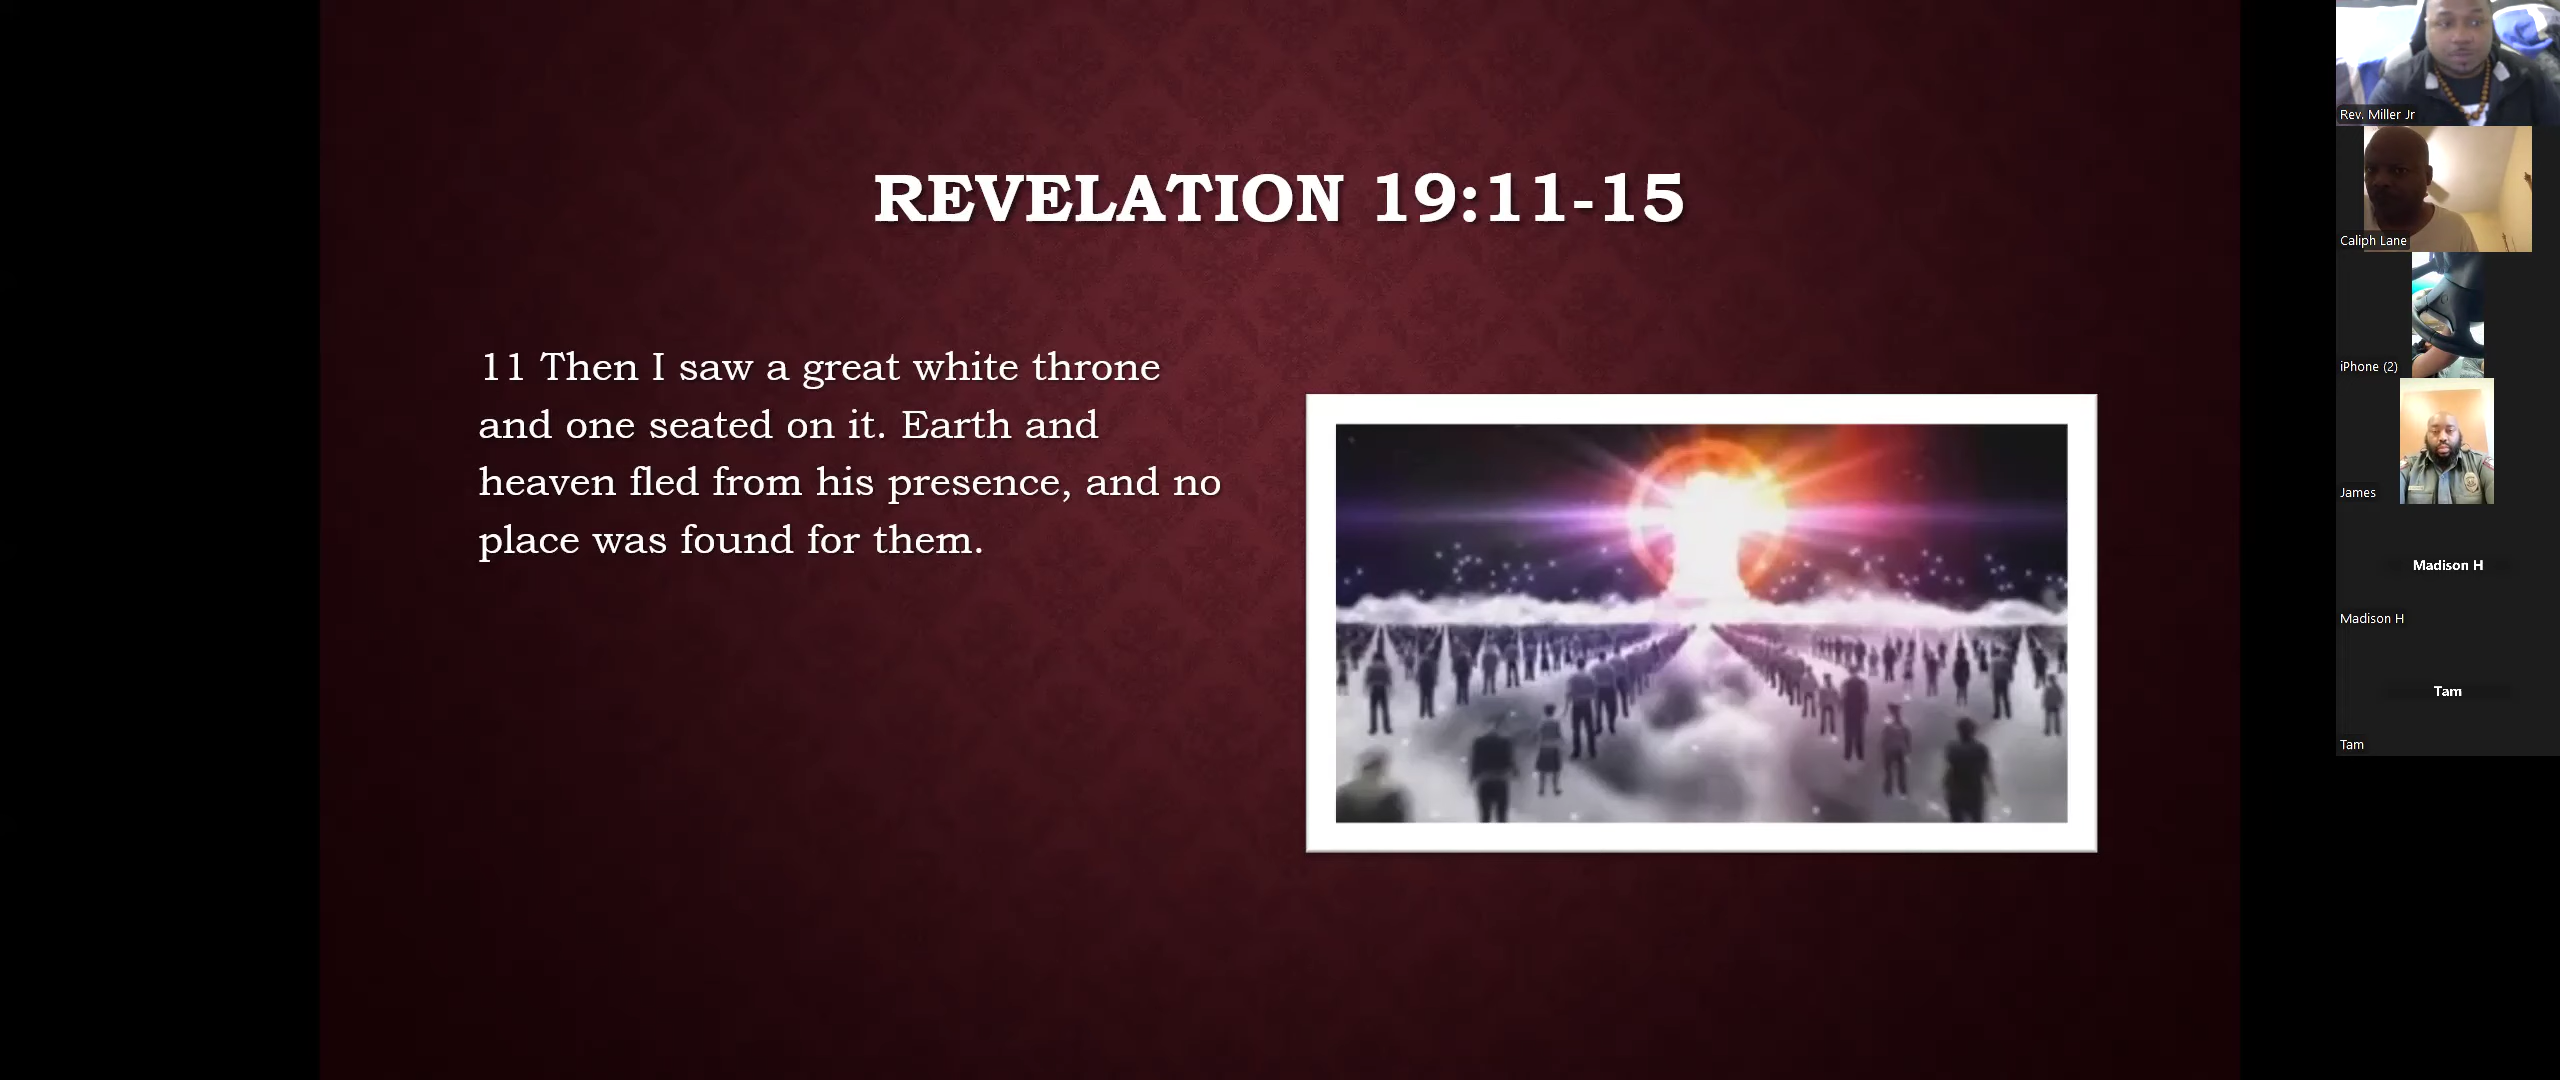 REVELATION 19:11-15
11 Then I saw a great white throne
and one seated on it. Earth and
heaven fled from his presence, and no
place was found for them.
Rev. Miller Jr
Caliph Lane
iPhone (2)
James
Madison H
Madison H
Tam
Tam